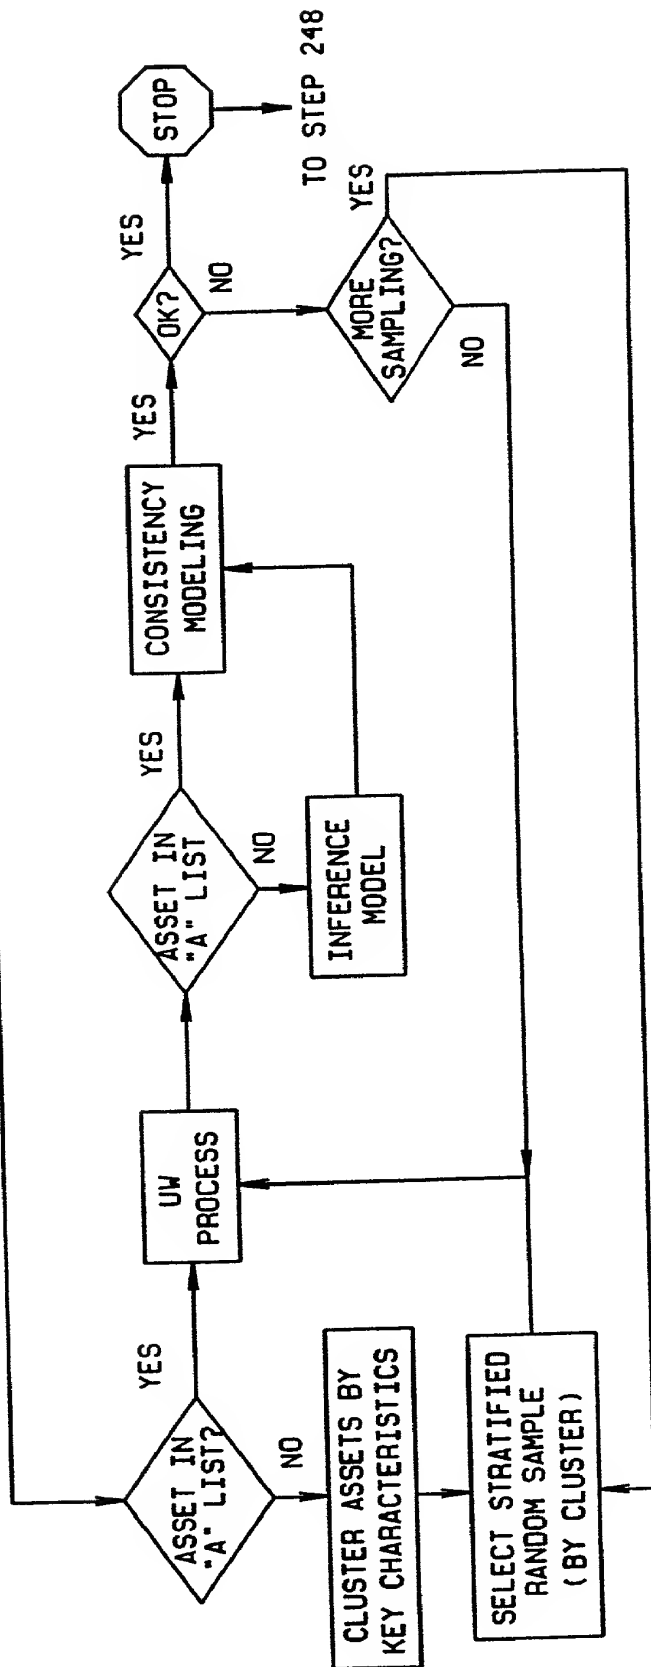 ASSET IN
"A" LIST?
YES
NO
CLUSTER ASSETS BY
KEY CHARACTERISTICS
SELECT STRATIFIED
RANDOM SAMPLE
(BY CLUSTER)
UW
PROCESS
ASSET IN
"A" LIST
YES
NO
INFERENCE
MODEL
CONSISTENCY
MODELING
YES
OK?
YES
NO
STOP
TO STEP 248
MORE
SAMPLING?
YES
NO